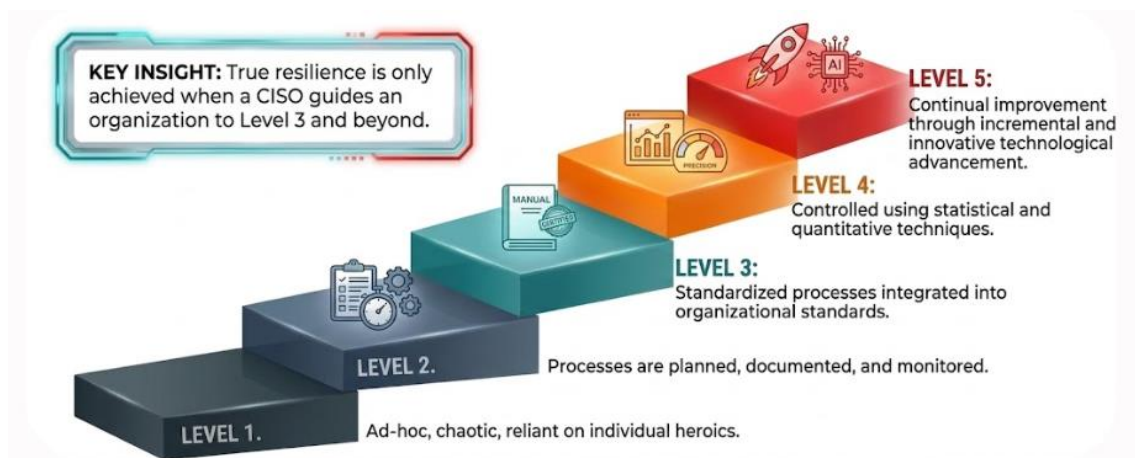 KEY INSIGHT: True resilience is only
achieved when a CISO guides an
organization to Level 3 and beyond.
AI
LEVEL 5:
Continual improvement
through incremental and
innovative technological
advancement.
PRECISION
LEVEL 4:
Controlled using statistical and
quantitative techniques.
MANUAL
CERTIFIED
LEVEL 3:
Standardized processes integrated into
organizational standards.
LEVEL 2.
Processes are planned, documented, and monitored.
LEVEL 1.
Ad-hoc, chaotic, reliant on individual heroics.